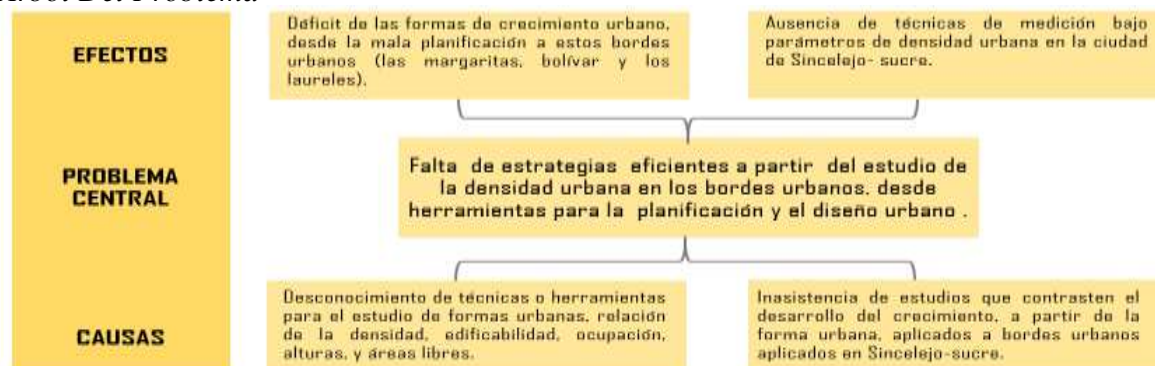 EFECTOS
Déficit de las formas de crecimiento urbano,
desde la mala planificación a estos bordes
urbanos (las margaritas, bolívar y los
laureles).
Ausencia de técnicas de medición bajo
parámetros de densidad urbana en la ciudad
de Sincelejo- sucre.
PROBLEMA
CENTRAL
Falta de estrategias eficientes a partir del estudio de
la densidad urbana en los bordes urbanos, desde
herramientas para la planificación y el diseño urbano .
CAUSAS
Desconocimiento de técnicas o herramientas
para el estudio de formas urbanas, relación
de la densidad, edificabilidad, ocupación,
alturas, y áreas libres.
Inasistencia de estudios que contrasten el
desarrollo del crecimiento, a partir de la
forma urbana, aplicados a bordes urbanos
aplicados en Sincelejo-sucre.